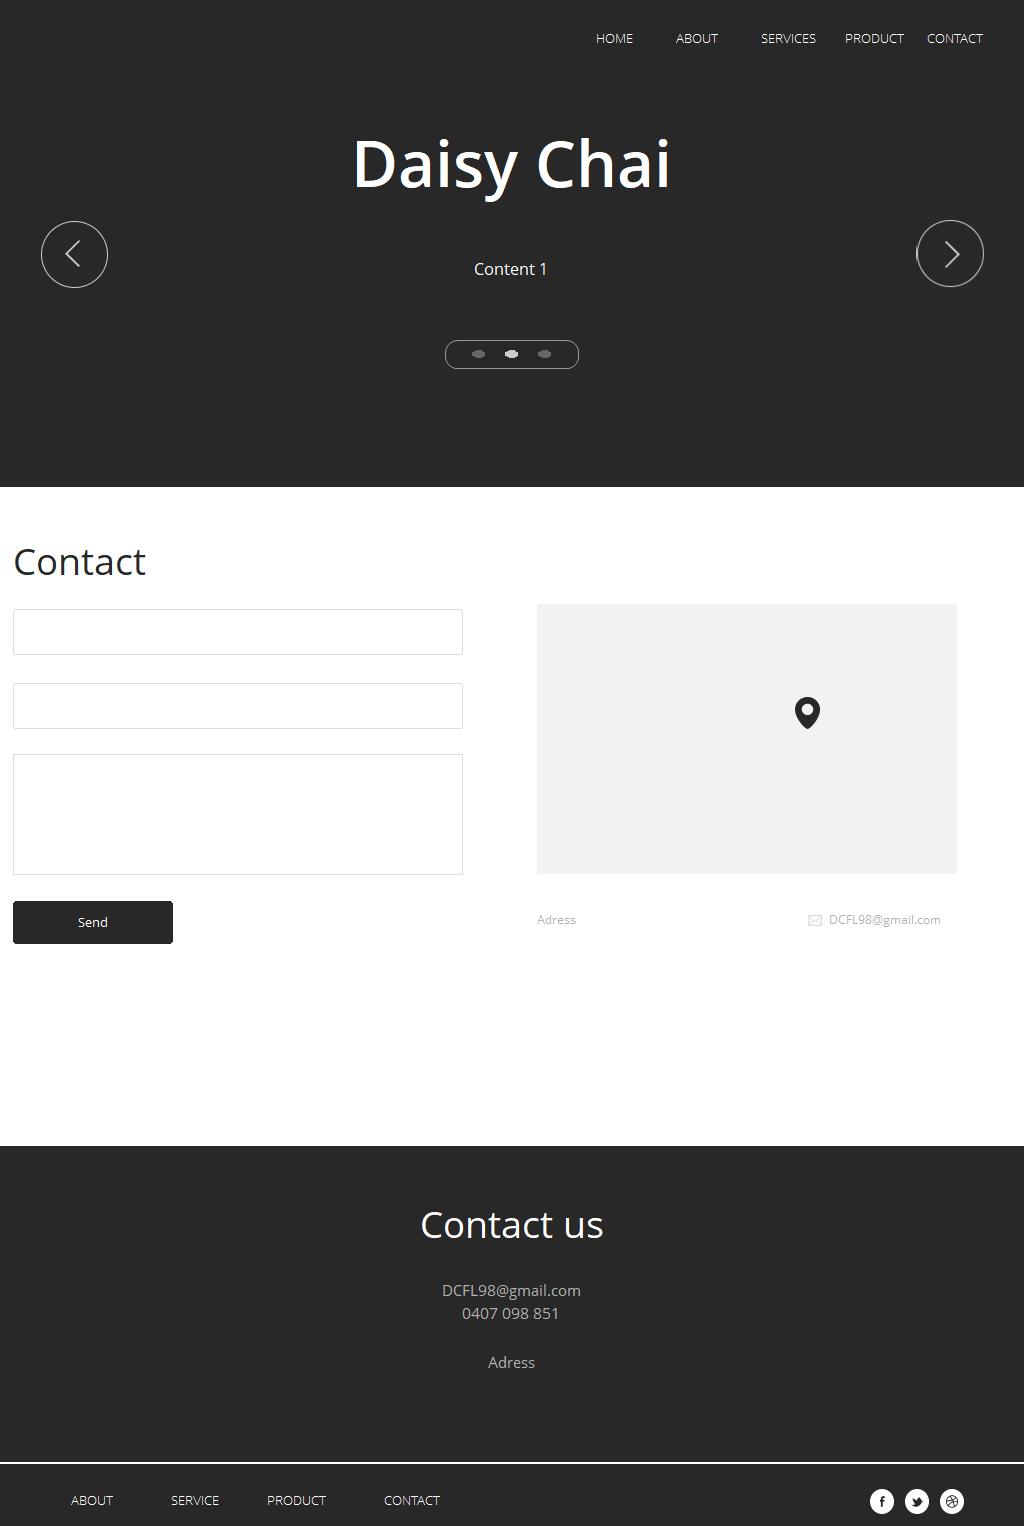 HOME ABOUT SERVICES PRODUCT CONTACT
Daisy Chai
Content 1
Contact
Send
Adress
DCFL98@gmail.com
Contact us
DCFL98@gmail.com
0407 098 851
Adress
ABOUT SERVICE PRODUCT CONTACT